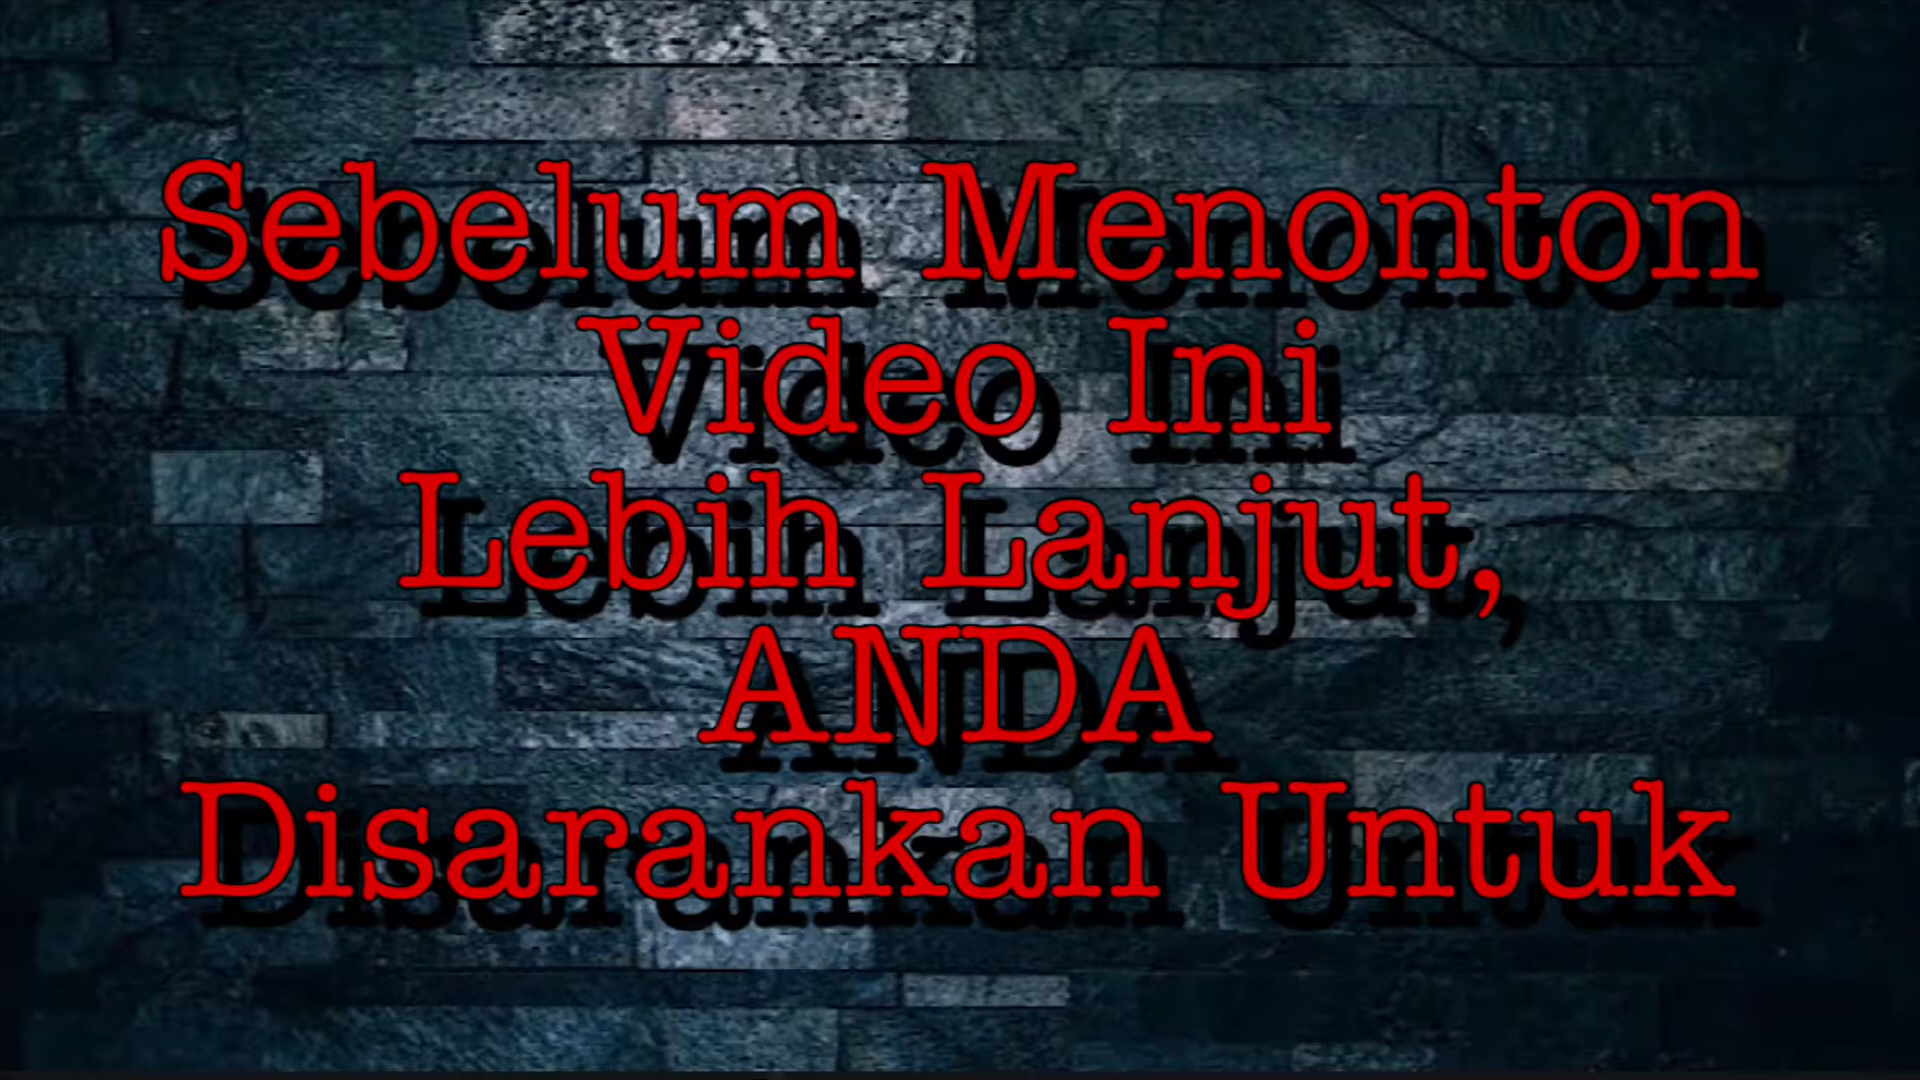 Sebelum Menonton
Video Ini
Lebih Lanjut,
ANDA
Disarankan Untuk